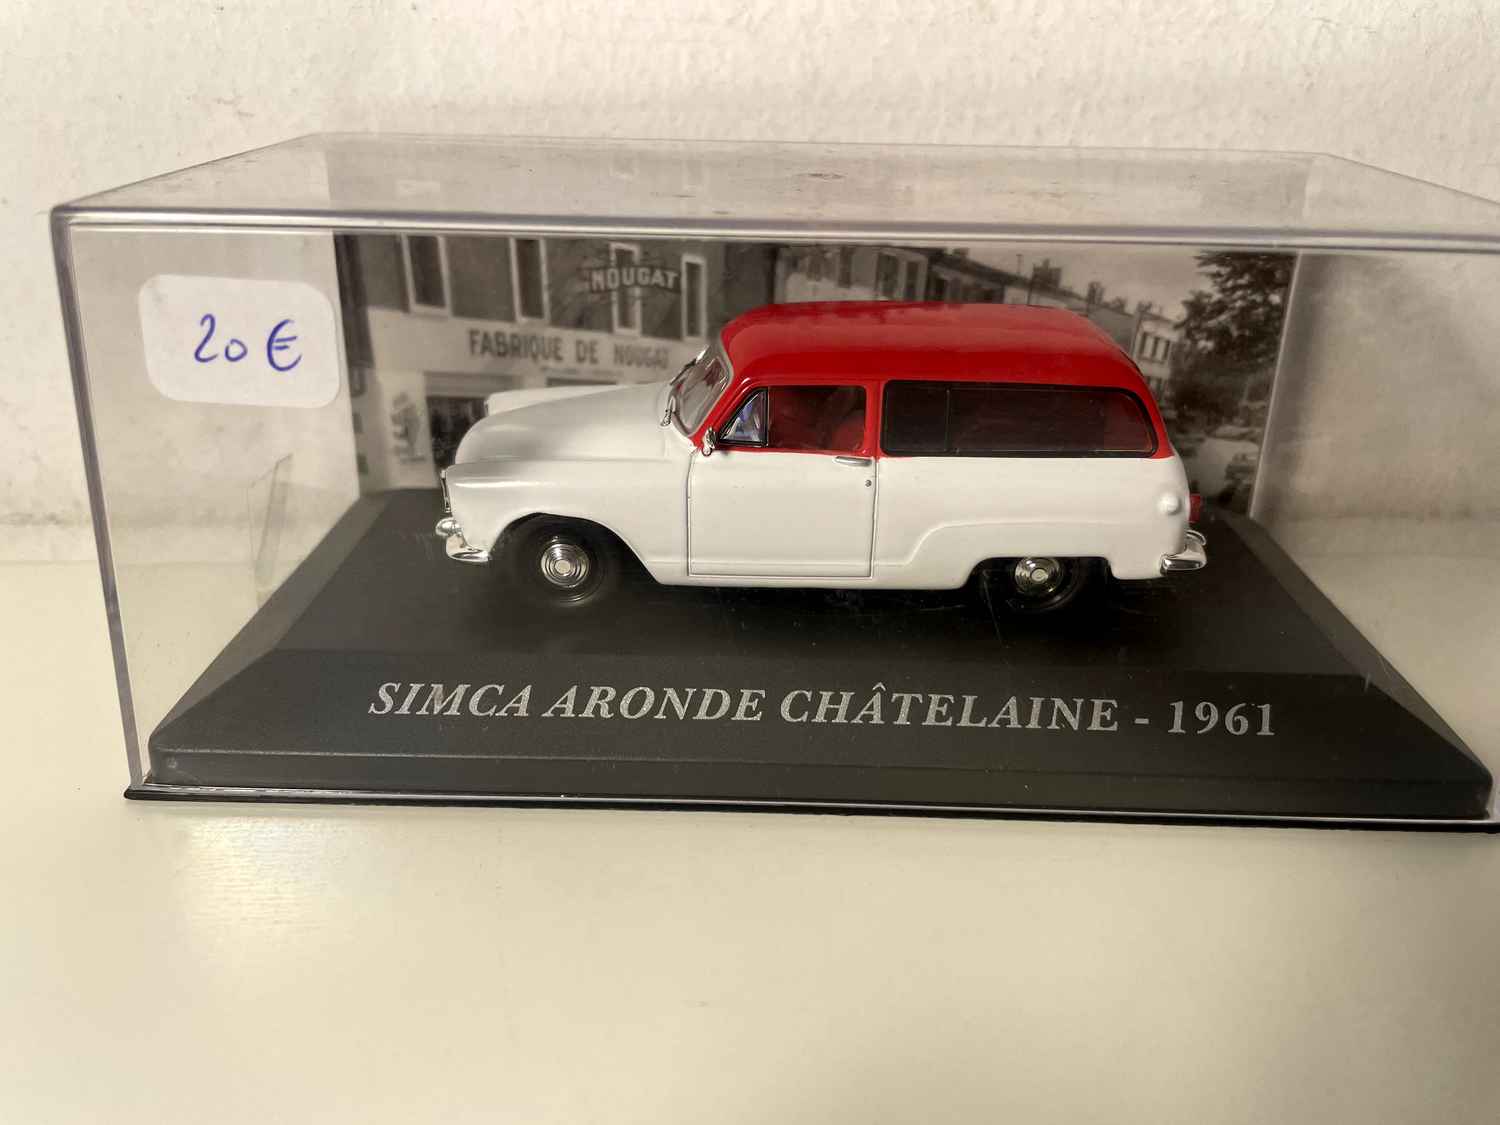 NOUGAT
FABRIQUE DE NOUGAT
20 €
SIMCA ARONDE CHÂTELAINE - 1961